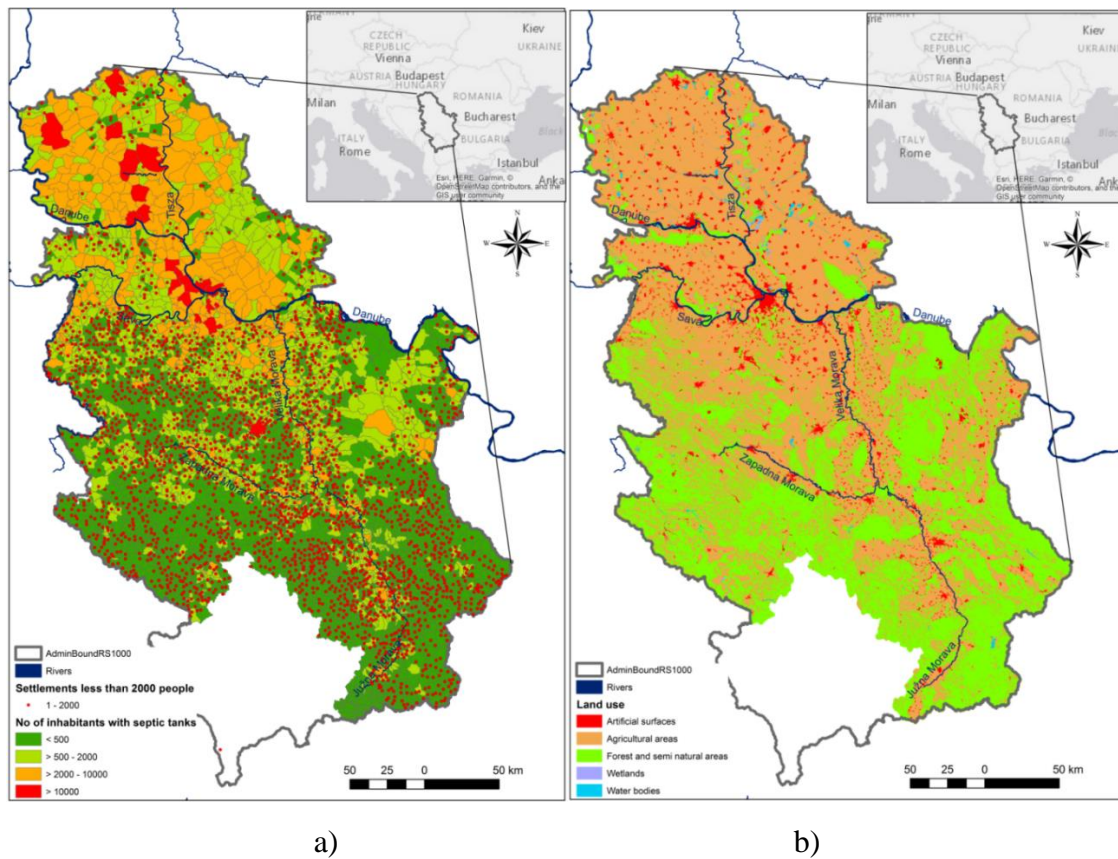 CZECH
REPUBLIC
Vienna
Kiev
UKRAINE
AUSTRIA
Budapest
HUNGARY
ROMANIA
Milan
Bucharest
ITALY
Rome
BULGARIA
Black
Istanbul
Anka
Esri, HERE, Garmin, ©
OpenStreetMap contributors, and the
GIS user community
N
W
E
S
Tisza
Danube
Sava
Danube
Velika Morava
Zapadna Morava
Južna Morava
AdminBoundRS1000
Rivers
Settlements less than 2000 people
1 - 2000
No of inhabitants with septic tanks
< 500
> 500 - 2000
> 2000 - 10000
> 10000
50 25 0 50 km
a)
CZECH
REPUBLIC
Vienna
Kiev
UKRAINE
AUSTRIA
Budapest
HUNGARY
ROMANIA
Milan
Bucharest
ITALY
Rome
BULGARIA
Black
Istanbul
Anka
Esri, HERE, Garmin, ©
OpenStreetMap contributors, and the
GIS user community
N
W
E
S
Tisza
Danube
Sava
Danube
Velika Morava
Zapadna Morava
Južna Morava
AdminBoundRS1000
Rivers
Land use
Artificial surfaces
Agricultural areas
Forest and semi natural areas
Wetlands
Water bodies
50 25 0 50 km
b)